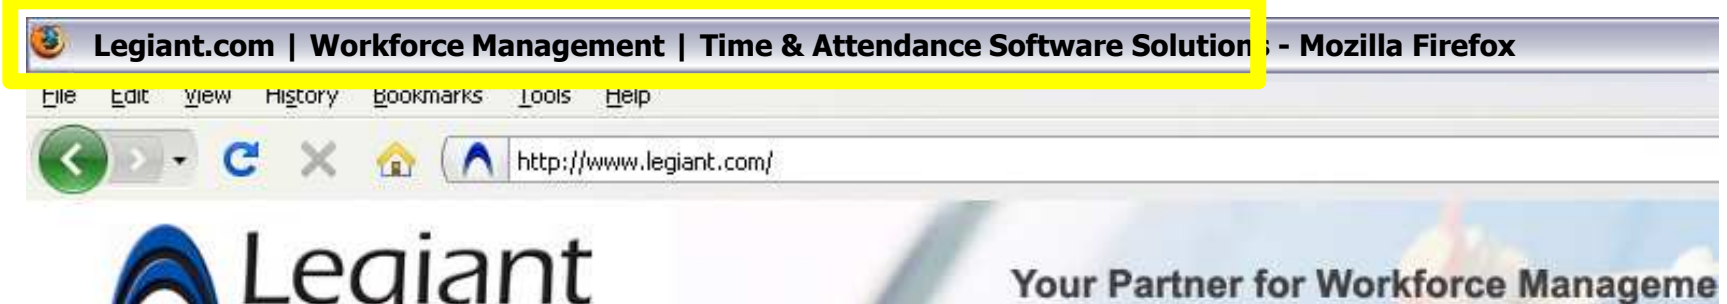 Legiant.com | Workforce Management | Time & Attendance Software Solutions - Mozilla Firefox
File Edit View History Bookmarks Tools Help
http://www.legiant.com/
Legiant
Your Partner for Workforce Manageme